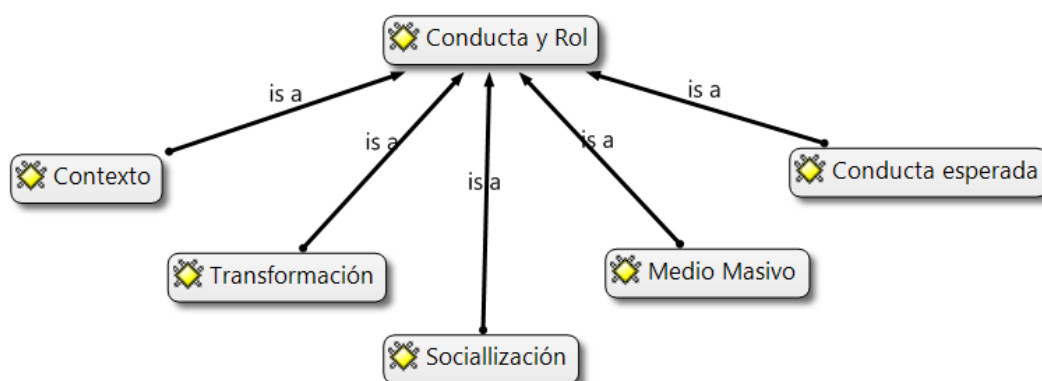 Conducta y Rol
is a
is a
is a
is a
is a
Contexto
Conducta esperada
Transformación
Medio Masivo
Sociallización